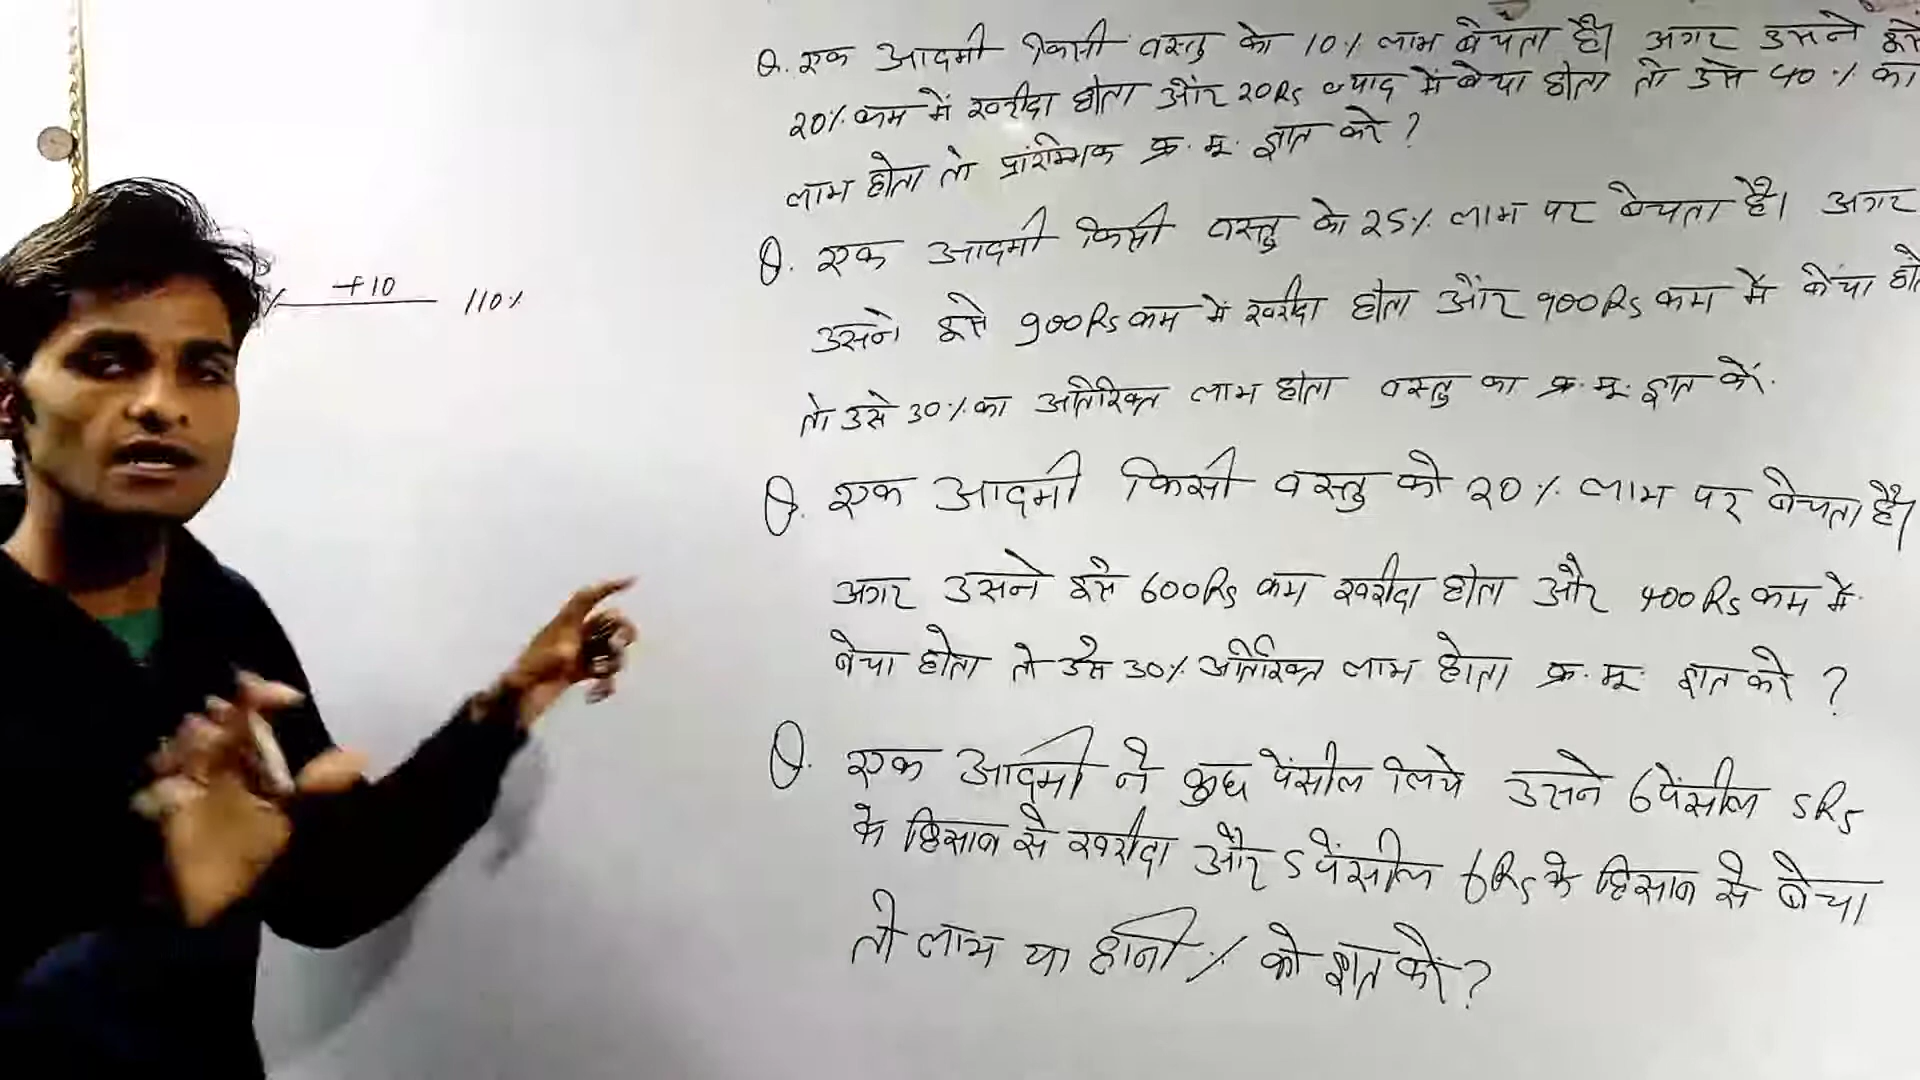 +10
110%
Q. एक आदमी किसी वस्तु को 10% लाभ बेचता है। अगर उसने इसे
20% कम में खरीदा होता और 20Rs ज्याद में बेचा होता तो उसे 40% का
लाभ होता तो प्रारंम्भिक क्र. मू. ज्ञात करे ?
Q. एक आदमी किसी वस्तु को 25% लाभ पर बेचता है। अगर
उसने इसे 900Rs कम में खरीदा होता और 900Rs कम में बेंचा
तो उसे 30% का अतिरिक्त लाभ होता वस्तु का क्र. मू. ज्ञात करें.
Q. एक आदमी किसी वस्तु को 20% लाभ पर बेचता है।
अगर उसने इसे 600Rs कम खरीदा होता और 400Rs कम में
बेचा होता तो उसे 30% अतिरिक्त लाभ होता क्र. मू. ज्ञात करे ?
Q. एक आदमी ने कुछ पेंसील लिये उसने 6 पेंसील 5Rs
के हिसाब से खरीदा और 5 पेंसील 6Rs के हिसाब से बेचा
तो लाभ या हानी % को ज्ञात करें ?